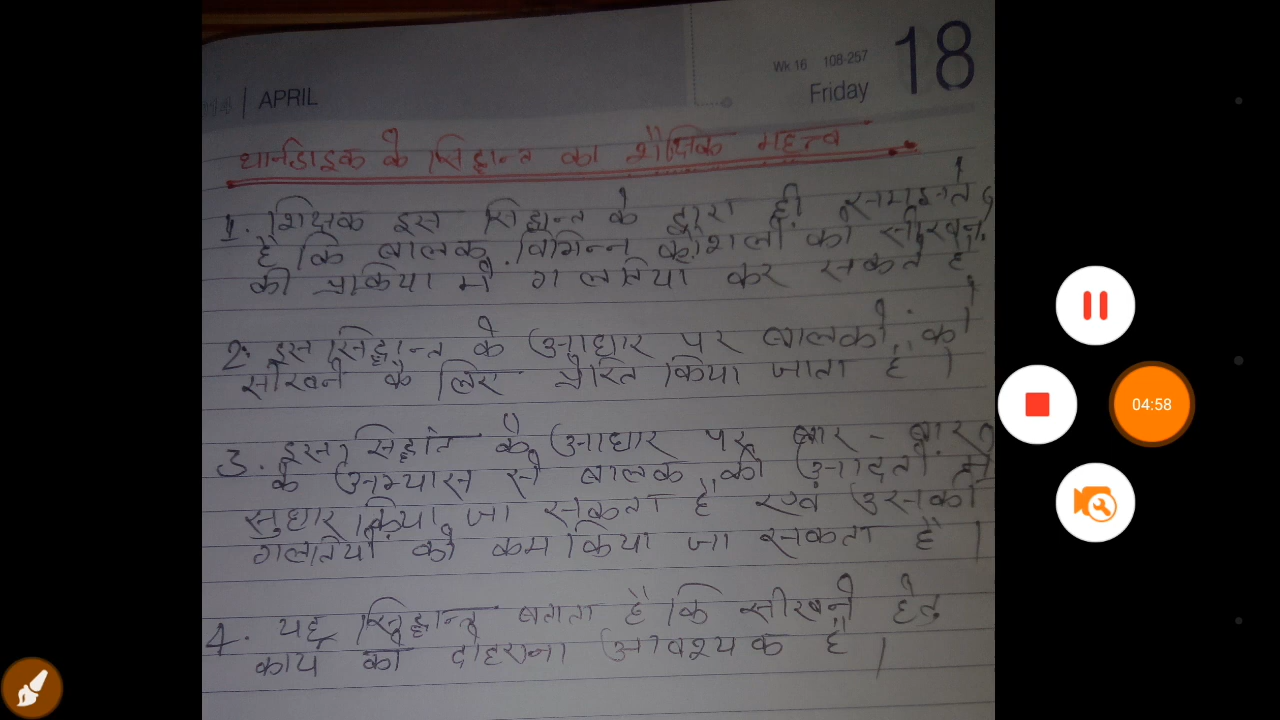 APRIL
Wk 16 108-257
Friday
18
थार्नडाइक के सिद्धान्त का शैक्षिक महत्त्व
1. शिक्षक इस सिद्धान्त के द्वारा ही समझते
है कि बालक विभिन्न कौशलों को सीखने
की प्रक्रिया में गलतिया कर सकते है
2. इस सिद्धान्त के आधार पर बालकों को
सीखने के लिए प्रेरित किया जाता है ।
3. इस सिद्धांत के आधार पर बार - बार
के अभ्यास से बालक की आदतों में
सुधार किया जा सकता है एवं उसकी
गलतियों को कम किया जा सकता है ।
4. यह सिद्धान्त बताता है कि सीखने हेतु
कार्य को दोहराना आवश्यक है ।
04:58